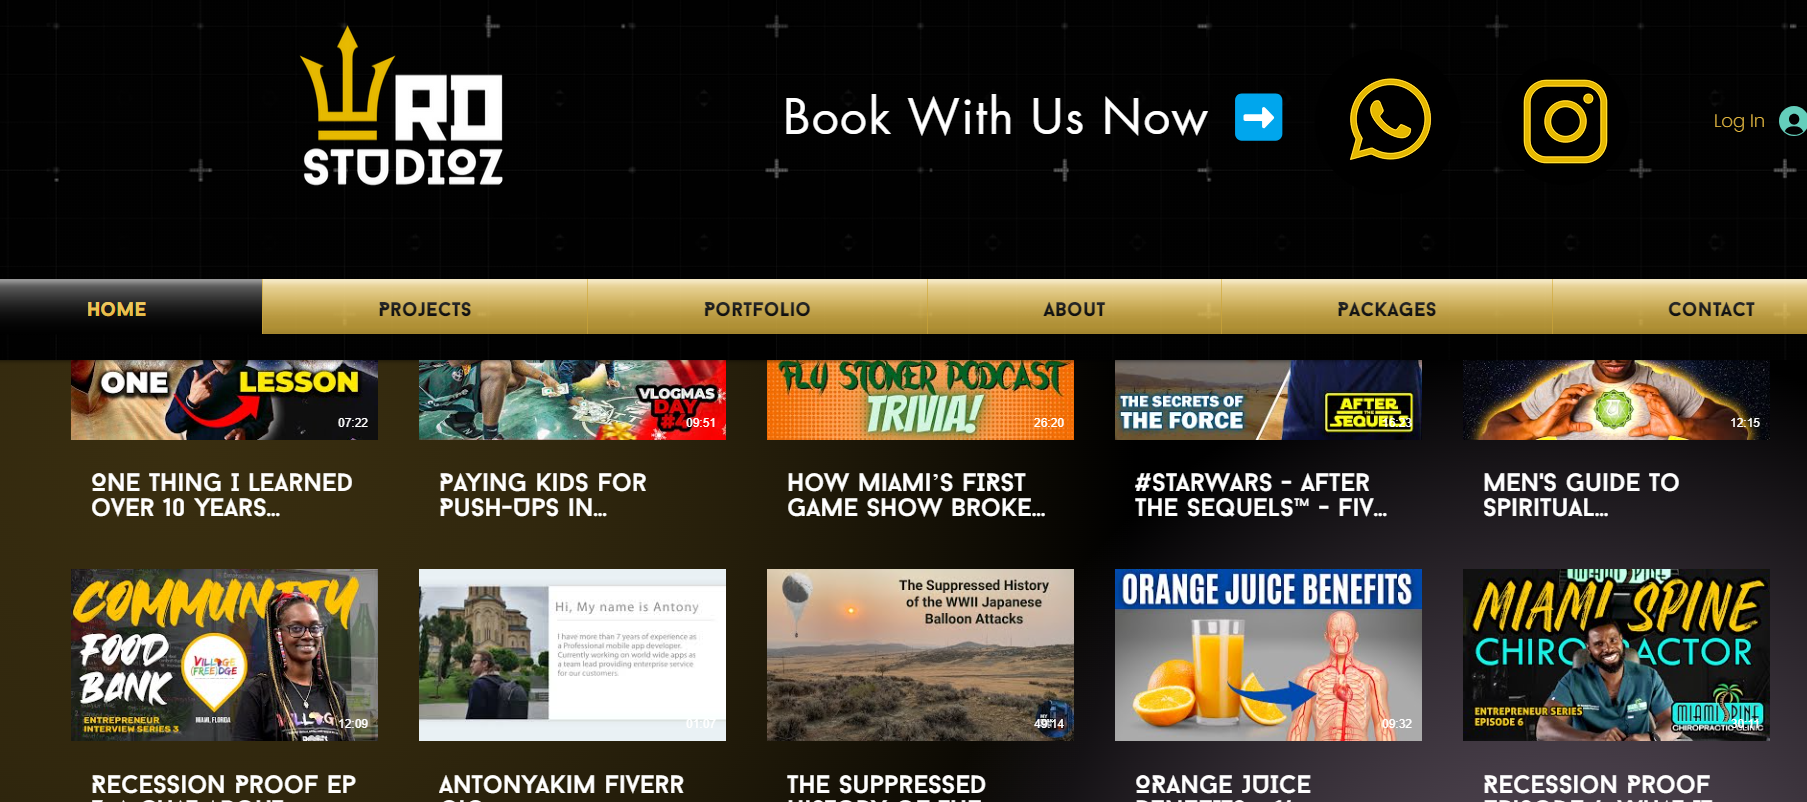 RD
STUDIOZ
Book With Us Now
Log In
HOME
PROJECTS
PORTFOLIO
ABOUT
PACKAGES
CONTACT
ONE LESSON
07:22
VLOGMAS
DAY
09:51
FLY STONER PODCAST
TRIVIA!
26:20
THE SECRETS OF
THE FORCE
AFTER
THE
SEQUELS
12:15
ONE THING I LEARNED
OVER 10 YEARS...
PAYING KIDS FOR
PUSH-UPS IN...
HOW MIAMI'S FIRST
GAME SHOW BROKE...
#STARWARS - AFTER
THE SEQUELS™ - FIV...
MEN'S GUIDE TO
SPIRITUAL...
COMMUNITY
FOOD
BANK
VILLAGE
(FREE)DGE
MIAMI, FLORIDA
ENTREPRENEUR
INTERVIEW SERIES 3
12:09
Hi, My name is Antony
I have more than 7 years of experience as
a Professional mobile app developer.
Currently working on world wide apps as
a team lead providing enterprise service
for our customers.
01:07
The Suppressed History
of the WWII Japanese
Balloon Attacks
49:14
ORANGE JUICE BENEFITS
09:32
MIAMI SPINE
CHIROPRACTOR
ENTREPRENEUR SERIES
EPISODE 6
MIAMI SPINE
CHIROPRACTIC CLINIC
RECESSION PROOF EP
ANTONYAKIM FIVERR
THE SUPPRESSED
HISTORY OF THE
ORANGE JUICE
RECESSION PROOF